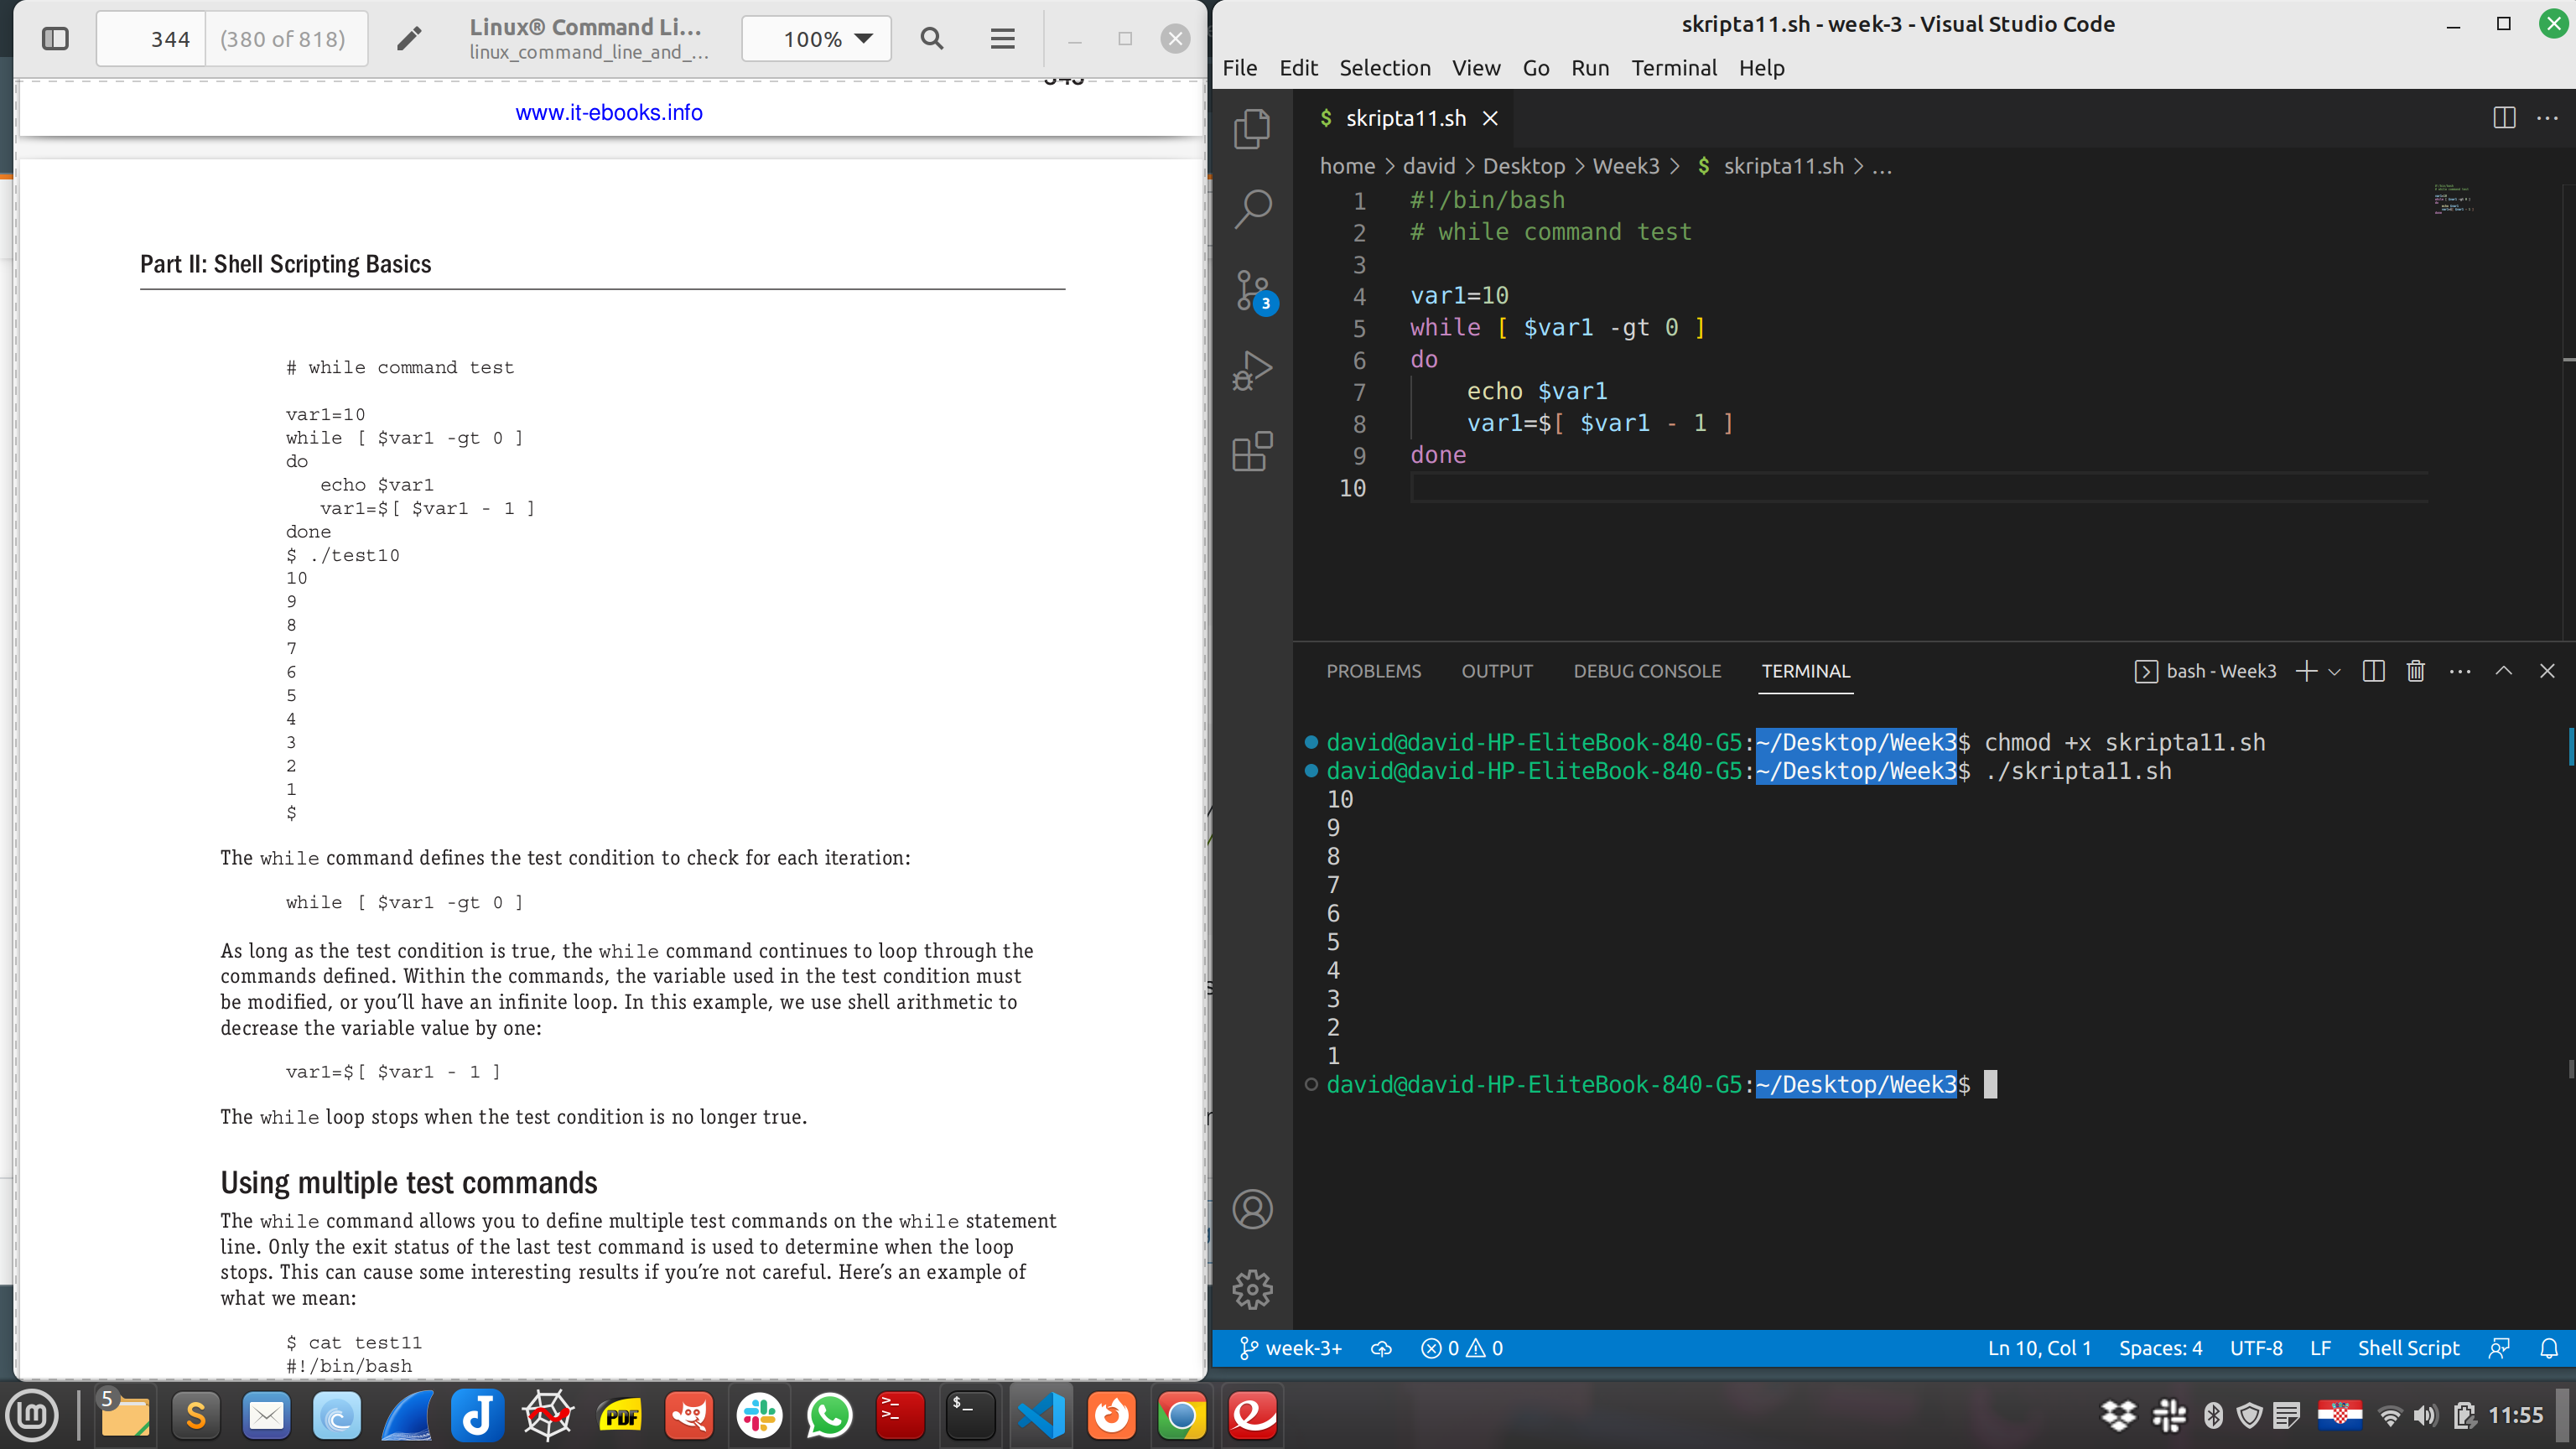 344 (380 of 818)
Linux® Command Li...
linux_command_line_and_...
100%
www.it-ebooks.info
Part II: Shell Scripting Basics
# while command test
var1=10
while [ $var1 -gt 0 ]
do
echo $var1
var1=$[ $var1 - 1 ]
done
$ ./test10
10
9
8
7
6
5
4
3
2
1
$
The while command defines the test condition to check for each iteration:
while [ $var1 -gt 0 ]
As long as the test condition is true, the while command continues to loop through the
commands defined. Within the commands, the variable used in the test condition must
be modified, or you’ll have an infinite loop. In this example, we use shell arithmetic to
decrease the variable value by one:
var1=$[ $var1 - 1 ]
The while loop stops when the test condition is no longer true.
Using multiple test commands
The while command allows you to define multiple test commands on the while statement
line. Only the exit status of the last test command is used to determine when the loop
stops. This can cause some interesting results if you’re not careful. Here’s an example of
what we mean:
$ cat test11
#!/bin/bash
skripta11.sh - week-3 - Visual Studio Code
File Edit Selection View Go Run Terminal Help
$ skripta11.sh
home > david > Desktop > Week3 > $ skripta11.sh > ...
3
1 #!/bin/bash
2 # while command test
3
4 var1=10
5 while [ $var1 -gt 0 ]
6 do
7 echo $var1
8 var1=$[ $var1 - 1 ]
9 done
10
PROBLEMS OUTPUT DEBUG CONSOLE TERMINAL bash - Week3
david@david-HP-EliteBook-840-G5:~/Desktop/Week3$ chmod +x skripta11.sh
david@david-HP-EliteBook-840-G5:~/Desktop/Week3$ ./skripta11.sh
10
9
8
7
6
5
4
3
2
1
david@david-HP-EliteBook-840-G5:~/Desktop/Week3$
week-3+ 0 0 Ln 10, Col 1 Spaces: 4 UTF-8 LF Shell Script
5
S
PDF
11:55